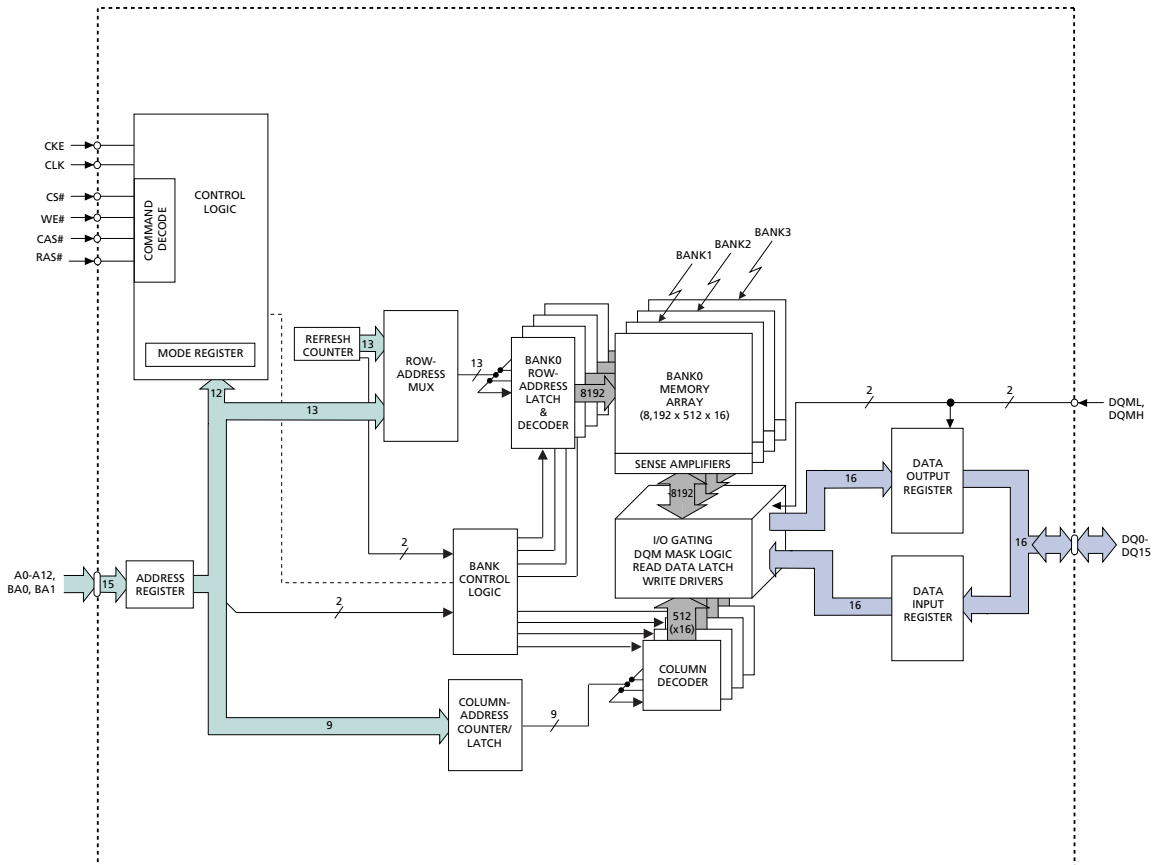 CKE
CLK
CS#
WE#
CAS#
RAS#
COMMAND
DECODE
CONTROL
LOGIC
MODE REGISTER
12
13
REFRESH
COUNTER
13
ROW-
ADDRESS
MUX
13
BANK0
ROW-
ADDRESS
LATCH
&
DECODER
8192
BANK1
BANK2
BANK3
BANK0
MEMORY
ARRAY
(8,192 x 512 x 16)
SENSE AMPLIFIERS
8192
I/O GATING
DQM MASK LOGIC
READ DATA LATCH
WRITE DRIVERS
512
(x16)
COLUMN
DECODER
2
2
DQML,
DQMH
DATA
OUTPUT
REGISTER
16
16
DQ0-
DQ15
DATA
INPUT
REGISTER
16
A0-A12,
BA0, BA1
15
ADDRESS
REGISTER
2
2
BANK
CONTROL
LOGIC
9
COLUMN-
ADDRESS
COUNTER/
LATCH
9